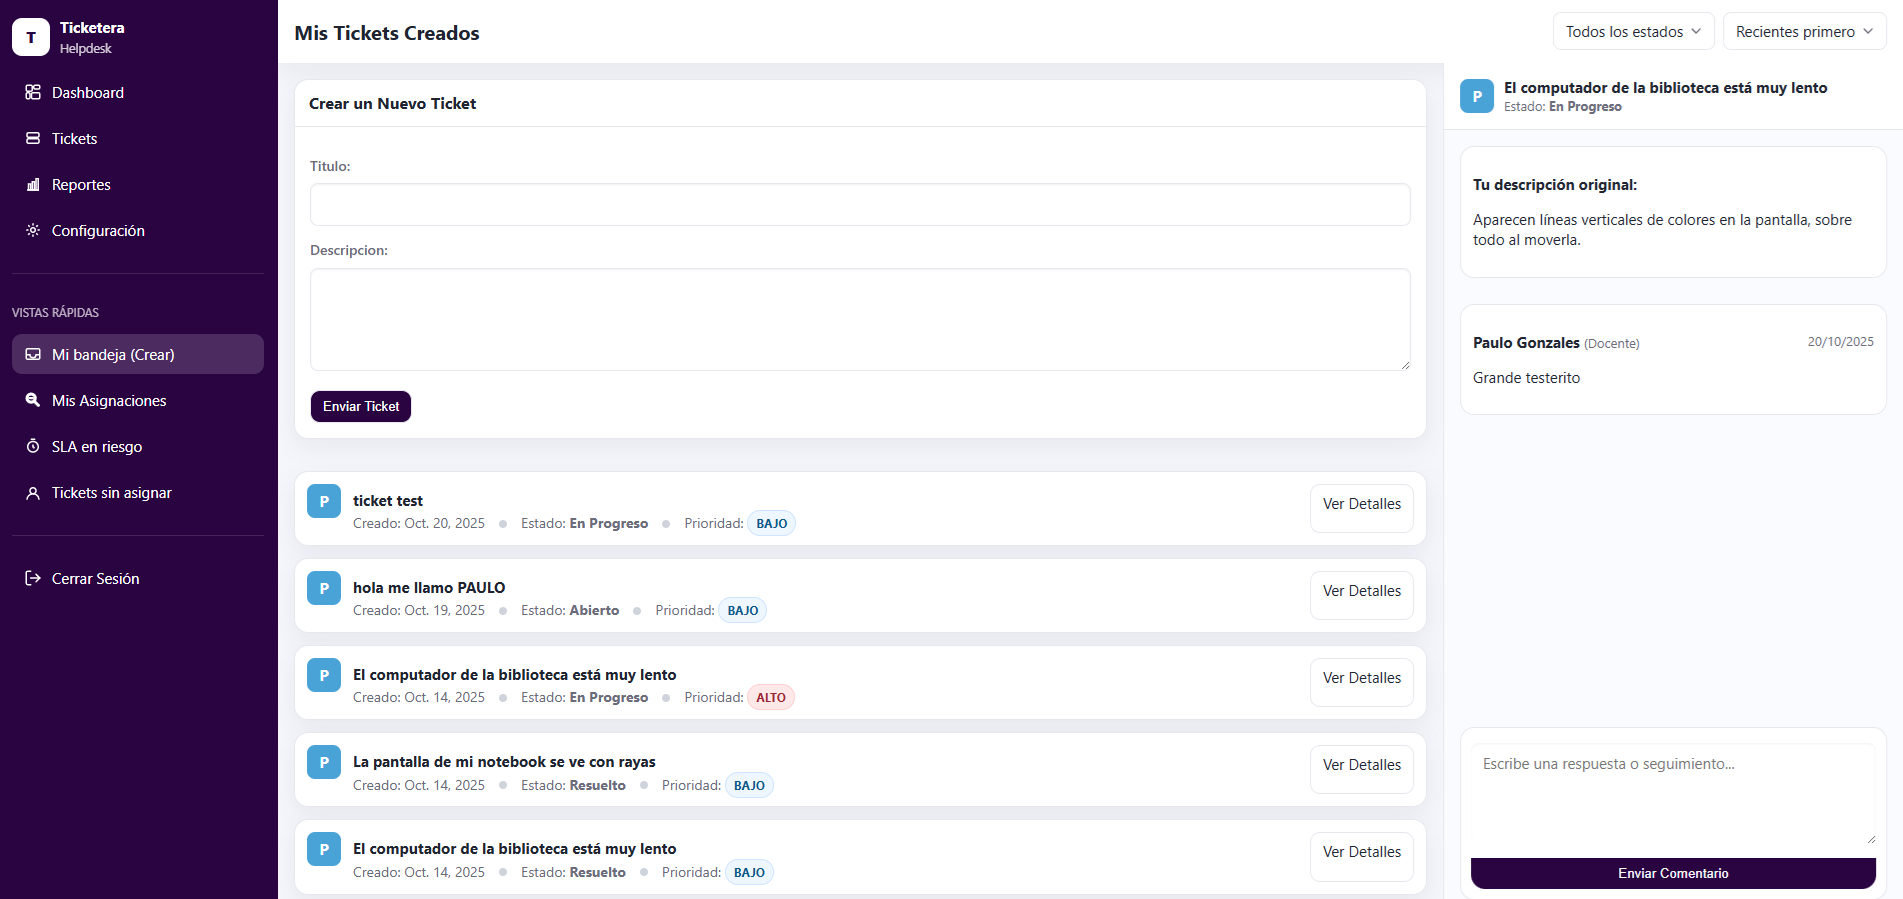 T
Ticketera
Helpdesk
Dashboard
Tickets
Reportes
Configuración
VISTAS RÁPIDAS
Mi bandeja (Crear)
Mis Asignaciones
SLA en riesgo
Tickets sin asignar
Cerrar Sesión
Mis Tickets Creados
Todos los estados
Recientes primero
Crear un Nuevo Ticket
Titulo:
Descripcion:
Enviar Ticket
P
ticket test
Creado: Oct. 20, 2025 Estado: En Progreso Prioridad: BAJO
Ver Detalles
P
hola me llamo PAULO
Creado: Oct. 19, 2025 Estado: Abierto Prioridad: BAJO
Ver Detalles
P
El computador de la biblioteca está muy lento
Creado: Oct. 14, 2025 Estado: En Progreso Prioridad: ALTO
Ver Detalles
P
La pantalla de mi notebook se ve con rayas
Creado: Oct. 14, 2025 Estado: Resuelto Prioridad: BAJO
Ver Detalles
P
El computador de la biblioteca está muy lento
Creado: Oct. 14, 2025 Estado: Resuelto Prioridad: BAJO
Ver Detalles
P
El computador de la biblioteca está muy lento
Estado: En Progreso
Tu descripción original:
Aparecen líneas verticales de colores en la pantalla, sobre
todo al moverla.
Paulo Gonzales (Docente) 20/10/2025
Grande testerito
Escribe una respuesta o seguimiento...
Enviar Comentario